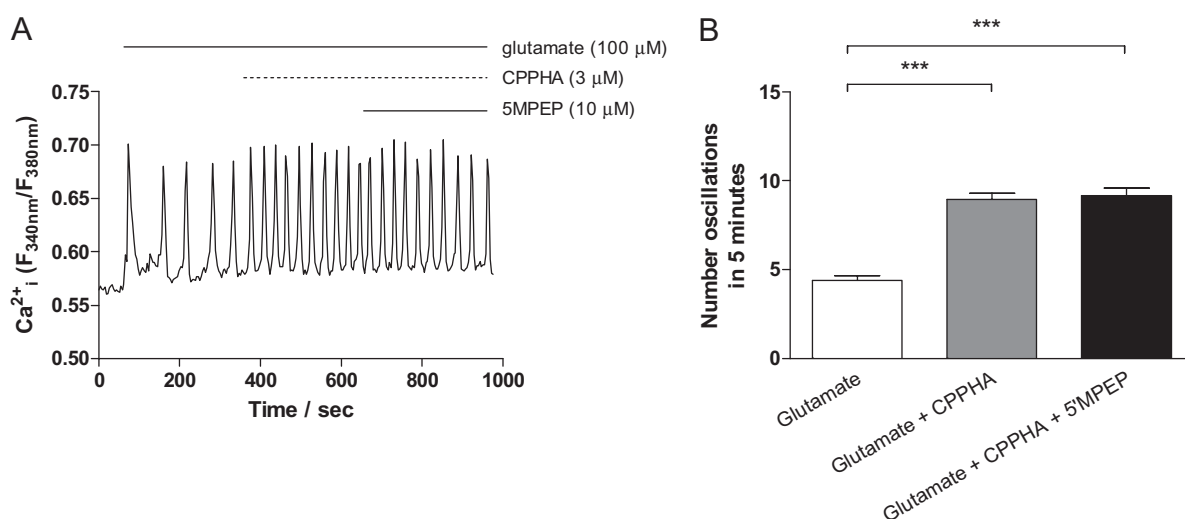 A
glutamate (100 μM)
CPPHA (3 μM)
5MPEP (10 μM)
Ca2+i (F340nm/F380nm)
0.75
0.70
0.65
0.60
0.55
0.50
0 200 400 600 800 1000
Time / sec
B
***
***
Number oscillations
in 5 minutes
15
10
5
0
Glutamate
Glutamate + CPPHA
Glutamate + CPPHA + 5'MPEP